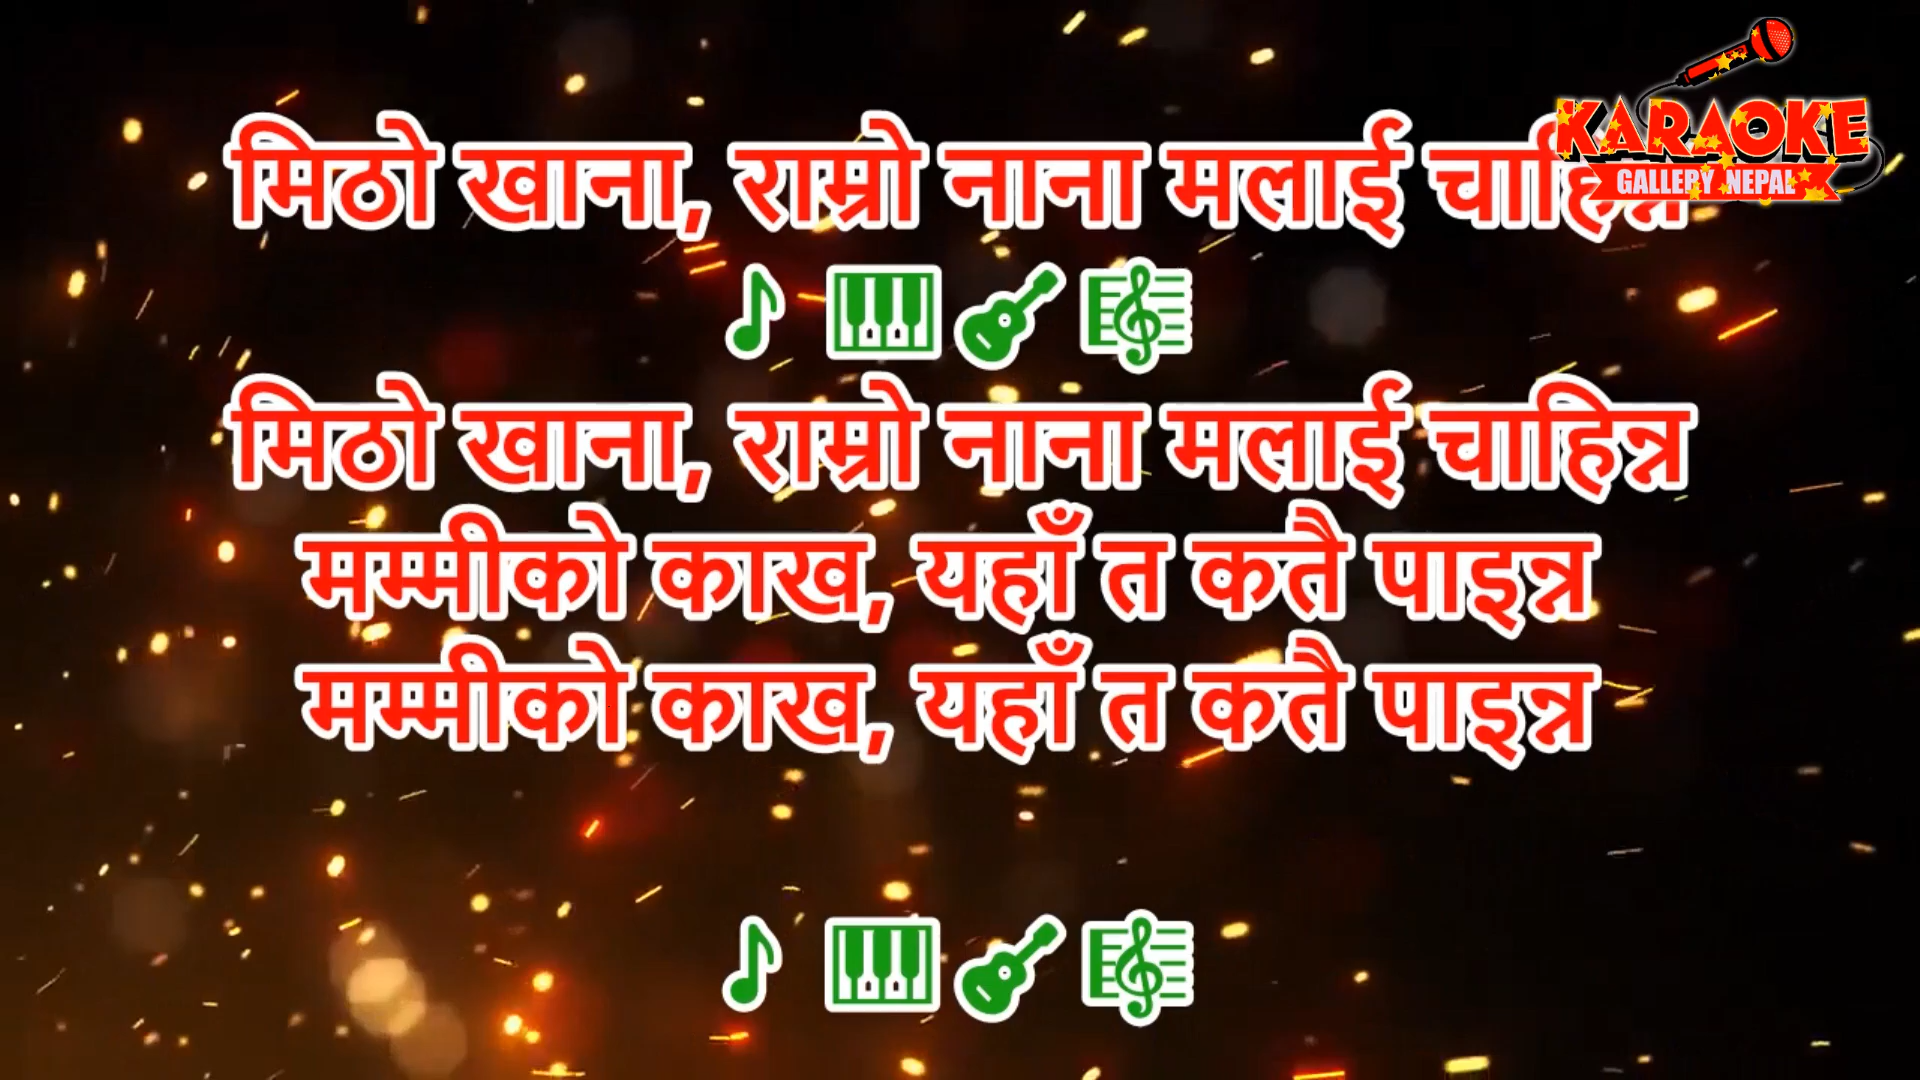 मिठो खाना, राम्रो नाना मलाई चाहिन्न
KARAOKE
GALLERY NEPAL
मिठो खाना, राम्रो नाना मलाई चाहिन्न
मम्मीको काख, यहाँ त कतै पाइन्न
मम्मीको काख, यहाँ त कतै पाइन्न